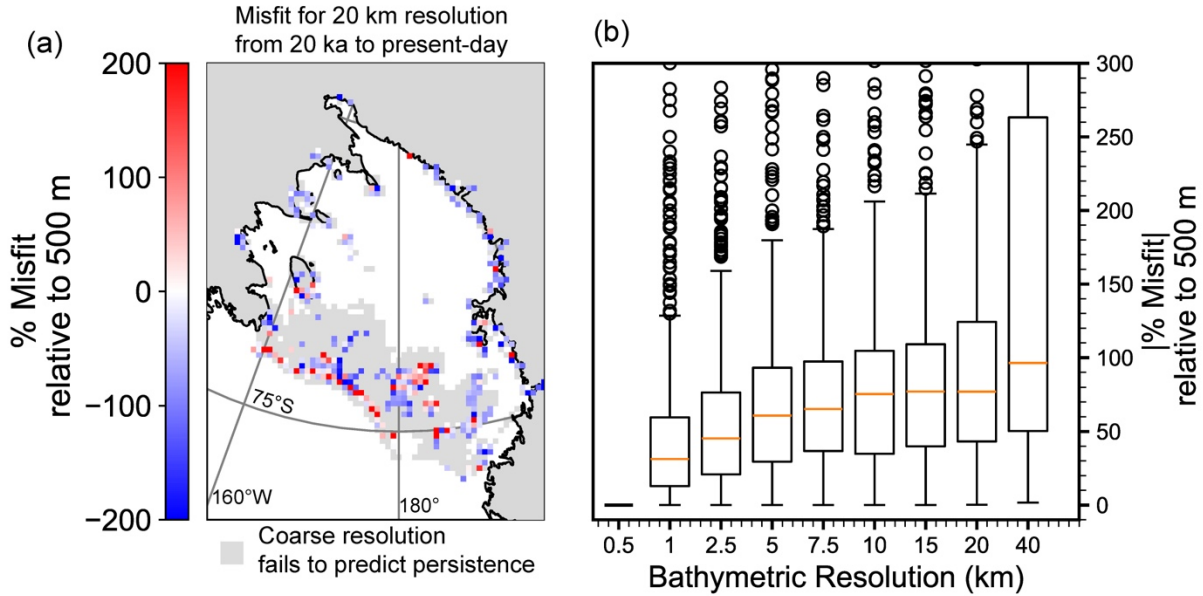 (a)
Misfit for 20 km resolution
from 20 ka to present-day
200
100
0
−100
−200
% Misfit
relative to 500 m
75°S
160°W
180°
Coarse resolution
fails to predict persistence
(b)
300
250
200
150
100
50
0
|% Misfit|
relative to 500 m
0.5 1 2.5 5 7.5 10 15 20 40
Bathymetric Resolution (km)